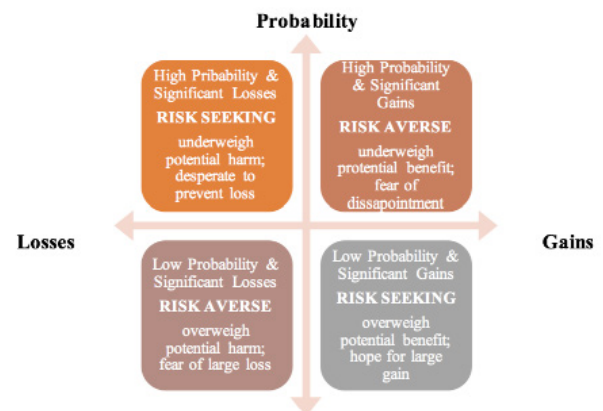 Probability
High Pribability &
Significant Losses
RISK SEEKING
underweigh
potential harm;
desperate to
prevent loss
High Probability
& Significant
Gains
RISK AVERSE
underweigh
protential benefit;
fear of
dissapointment
Losses
Gains
Low Probability &
Significant Losses
RISK AVERSE
overweigh
potential harm;
fear of large loss
Low Probability &
Significant Gains
RISK SEEKING
overweigh
potential benefit;
hope for large
gain